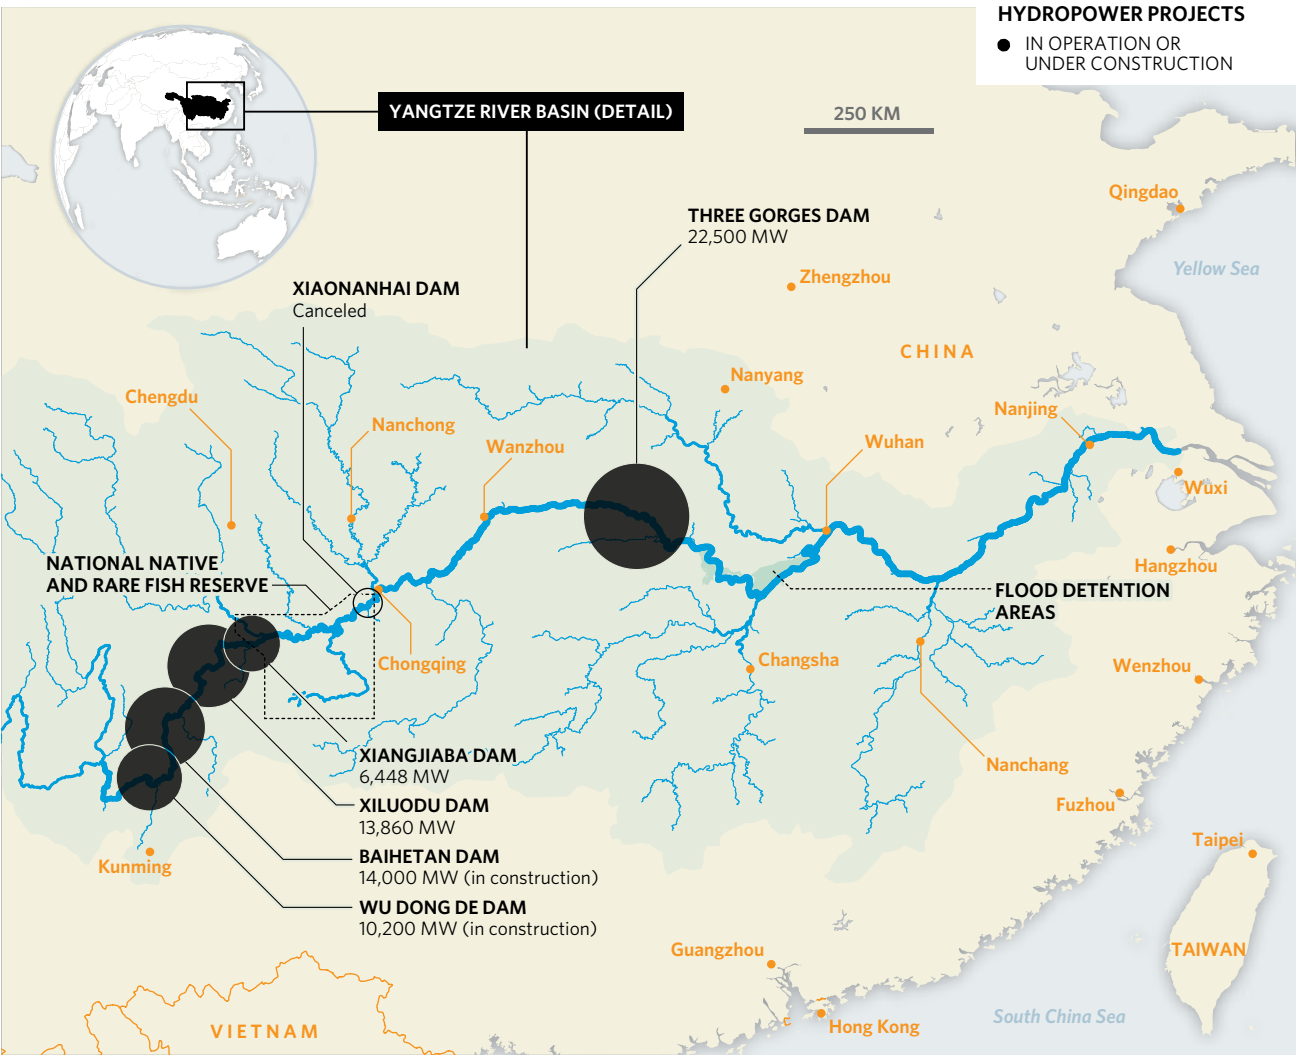 HYDROPOWER PROJECTS
IN OPERATION OR
UNDER CONSTRUCTION
YANGTZE RIVER BASIN (DETAIL)
250 KM
Qingdao
THREE GORGES DAM
22,500 MW
Yellow Sea
Zhengzhou
XIAONANHAI DAM
Canceled
CHINA
Nanyang
Chengdu
Nanjing
Nanchong
Wanzhou
Wuhan
Wuxi
NATIONAL NATIVE
AND RARE FISH RESERVE
Hangzhou
FLOOD DETENTION
AREAS
Chongqing
Changsha
Wenzhou
XIANGJIABA DAM
6,448 MW
Nanchang
XILUODU DAM
13,860 MW
Fuzhou
Taipei
BAIHETAN DAM
14,000 MW (in construction)
Kunming
WU DONG DE DAM
10,200 MW (in construction)
Guangzhou
TAIWAN
South China Sea
Hong Kong
VIETNAM